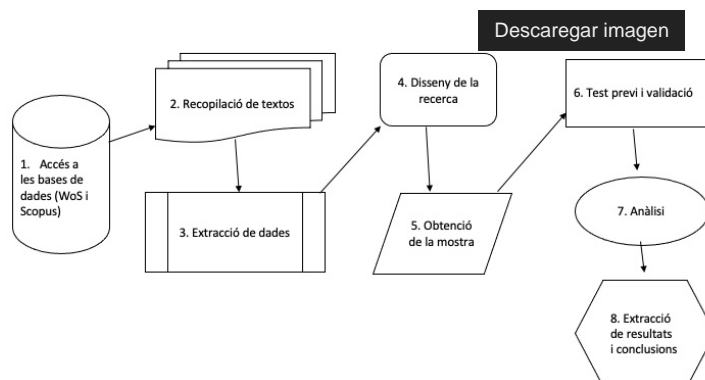 Descaregar imagen
1. Accés a
les bases de
dades (WoS i
Scopus)
2. Recopilació de textos
3. Extracció de dades
4. Disseny de la
recerca
5. Obtenció
de la mostra
6. Test previ i validació
7. Anàlisi
8. Extracció
de resultats
i conclusions